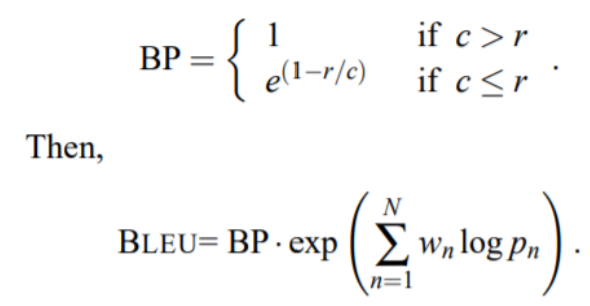 BP = { 1 if c > r
e^(1−r/c) if c ≤ r .
Then,
BLEU= BP · exp ( ∑_{n=1}^{N} w_n log p_n ) .